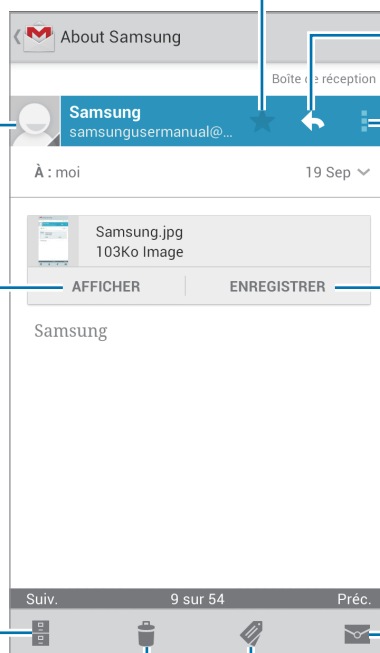 About Samsung
Boîte de réception
Samsung
samsungusermanual@...
À : moi
19 Sep
Samsung.jpg
103Ko Image
AFFICHER
ENREGISTRER
Samsung
Suiv.
9 sur 54
Préc.